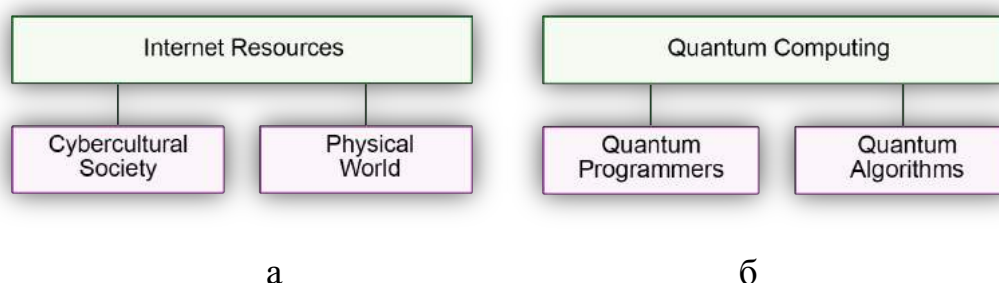 Internet Resources
Cybercultural
Society
Physical
World
а
Quantum Computing
Quantum
Programmers
Quantum
Algorithms
б